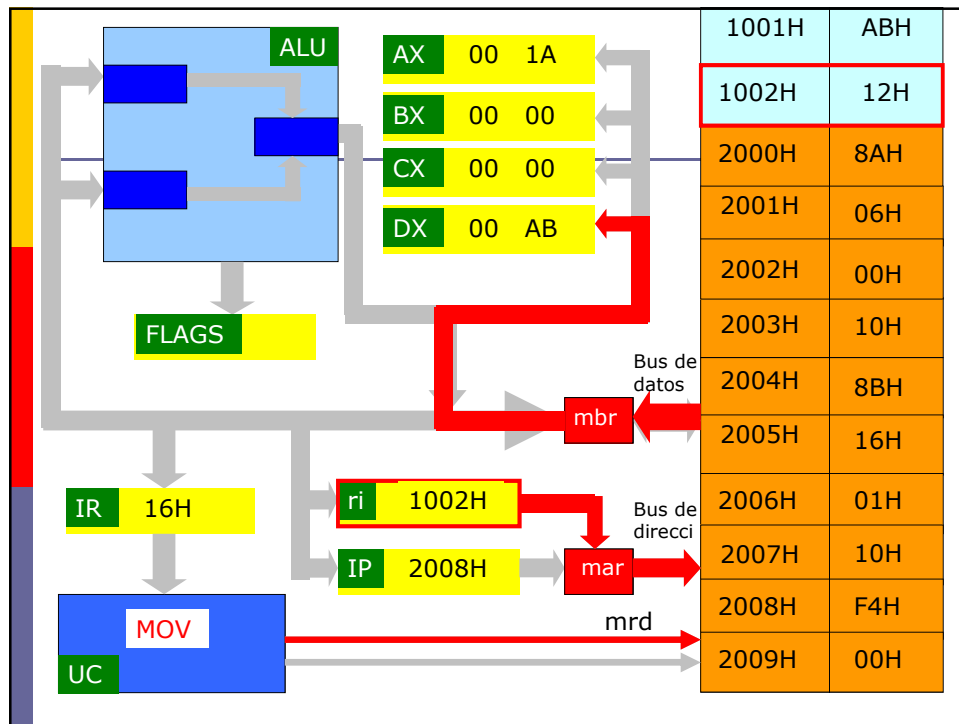 ALU
AX 00 1A
BX 00 00
CX 00 00
DX 00 AB
FLAGS
IR 16H
ri 1002H
IP 2008H
mbr
mar
Bus de
datos
Bus de
direcci
MOV
UC
mrd
1001H ABH
1002H 12H
2000H 8AH
2001H 06H
2002H 00H
2003H 10H
2004H 8BH
2005H 16H
2006H 01H
2007H 10H
2008H F4H
2009H 00H